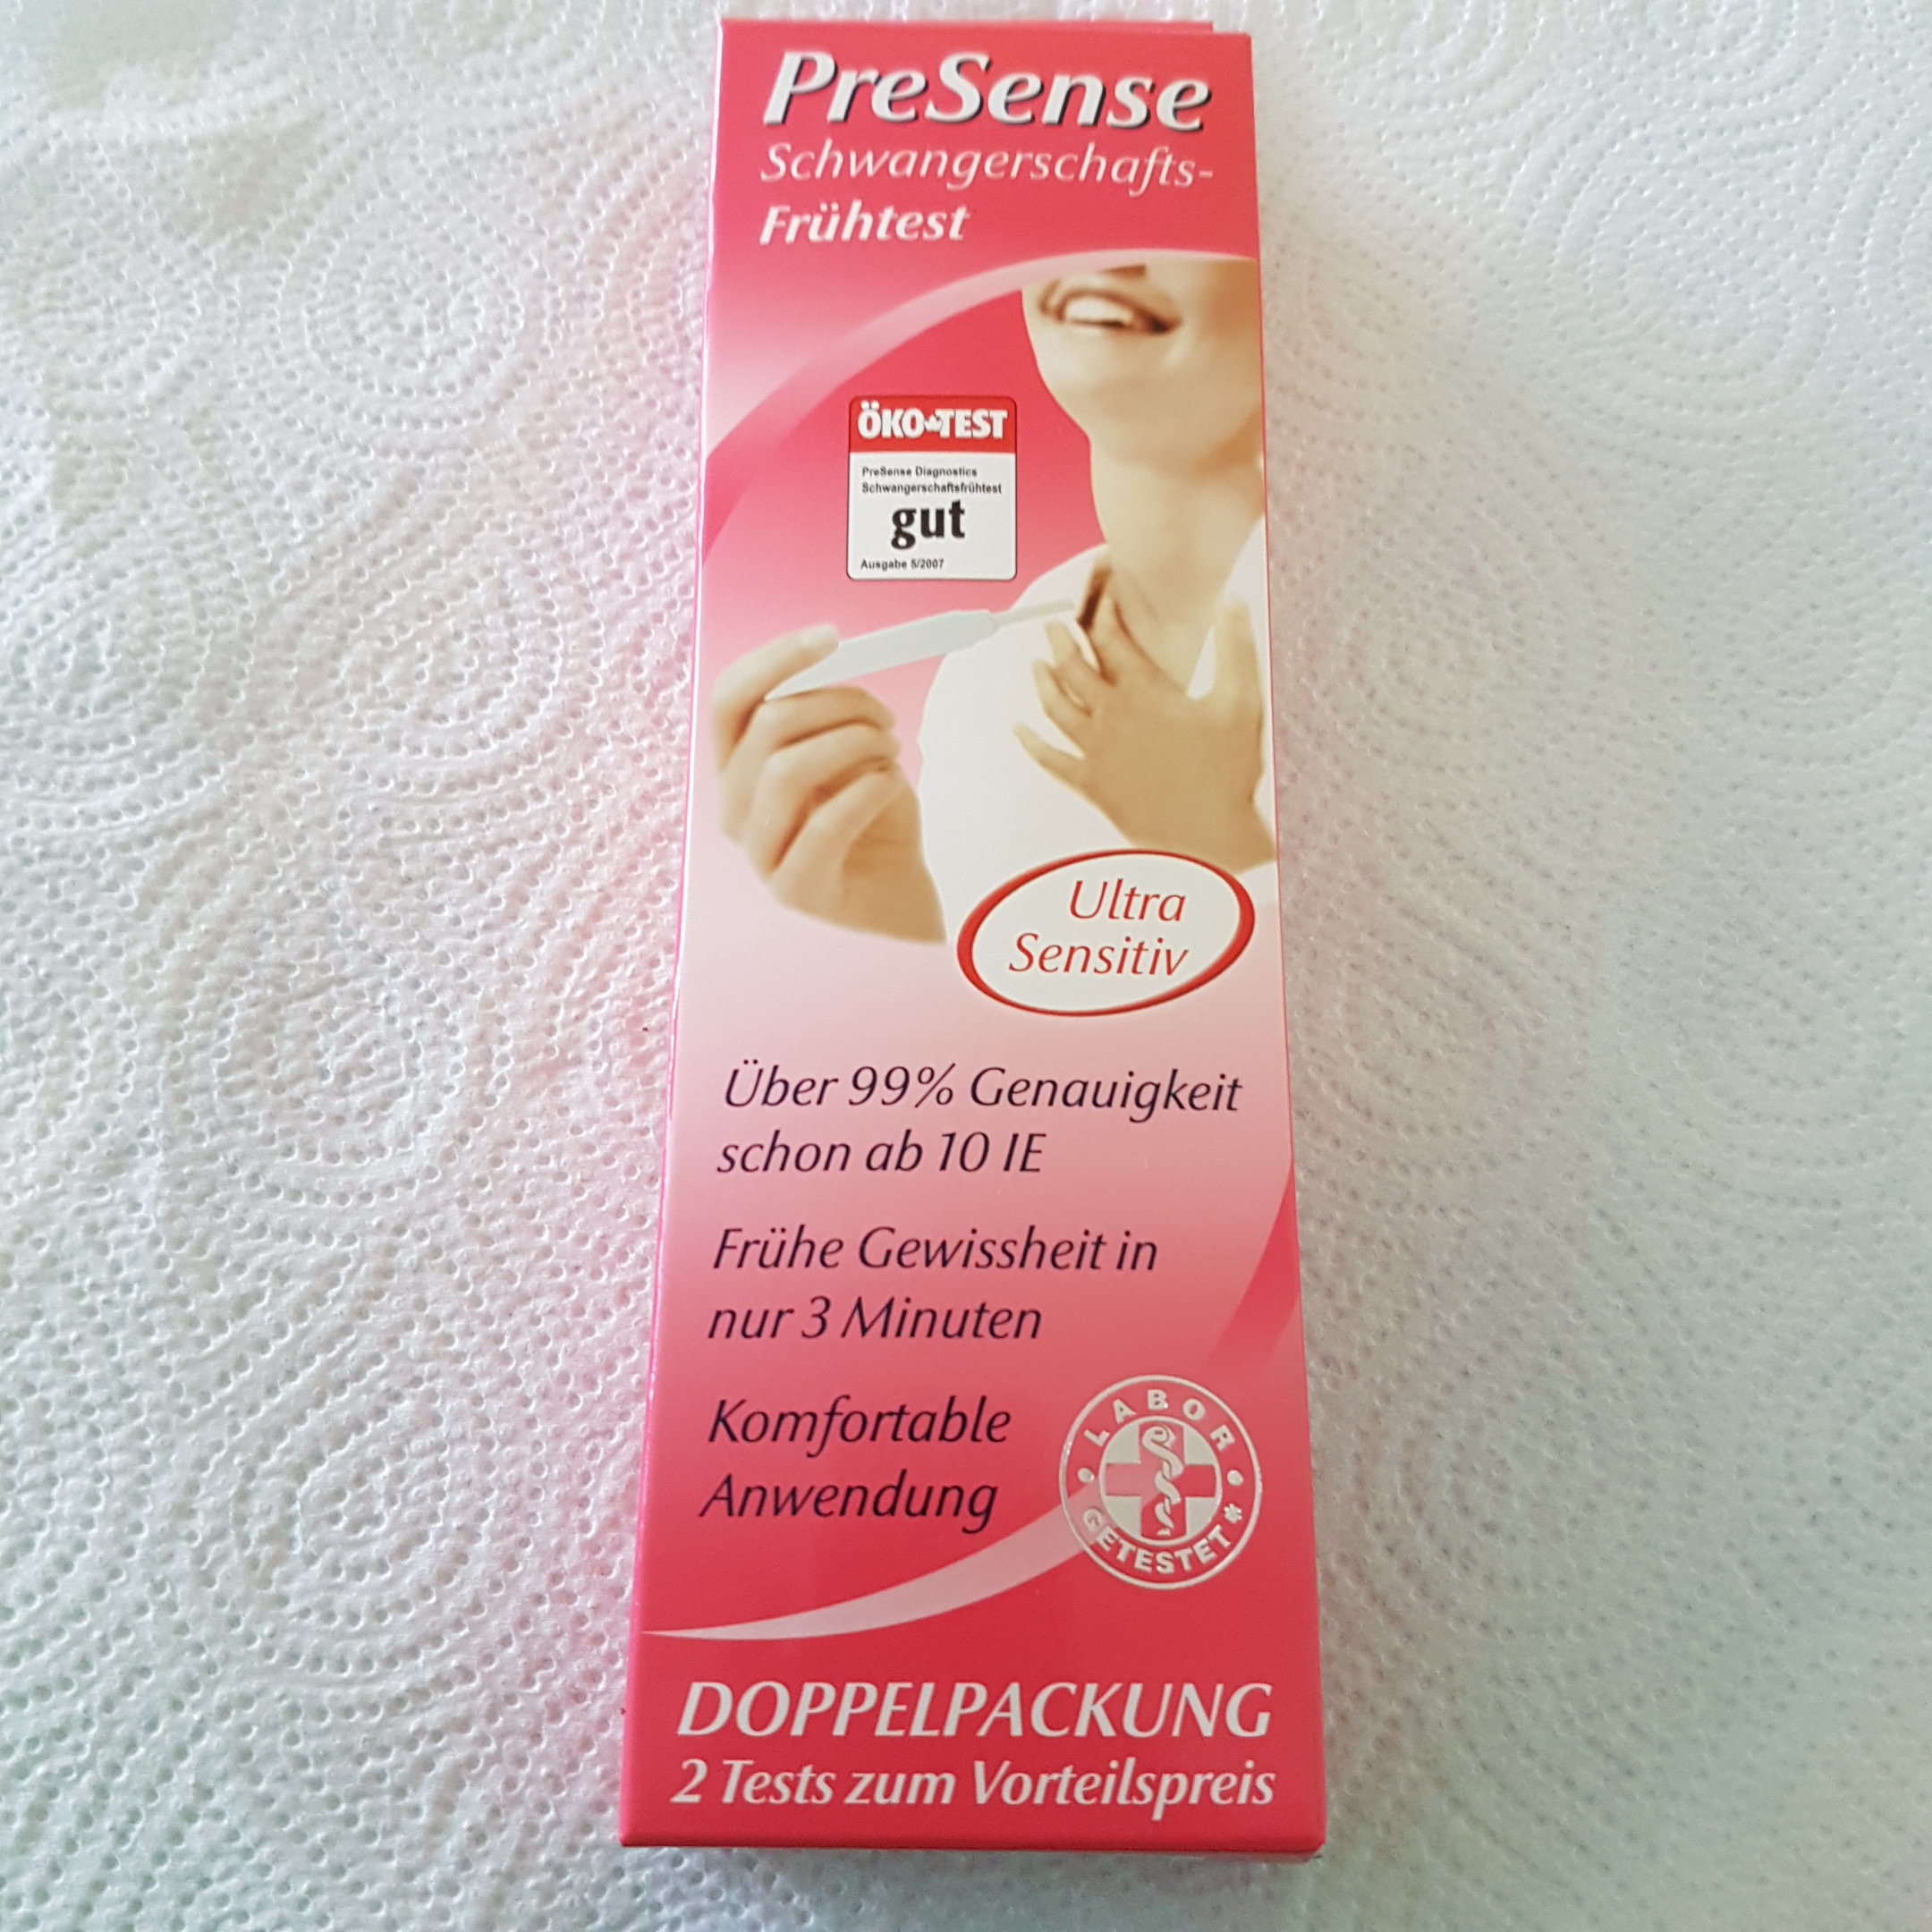 PreSense
Schwangerschafts-
Frühtest
ÖKO-TEST
PreSense Diagnostics
Schwangerschaftsfrühtest
gut
Ausgabe 5/2007
Ultra
Sensitiv
Über 99% Genauigkeit
schon ab 10 IE
Frühe Gewissheit in
nur 3 Minuten
Komfortable
Anwendung
LABOR
GETESTET*
DOPPELPACKUNG
2 Tests zum Vorteilspreis